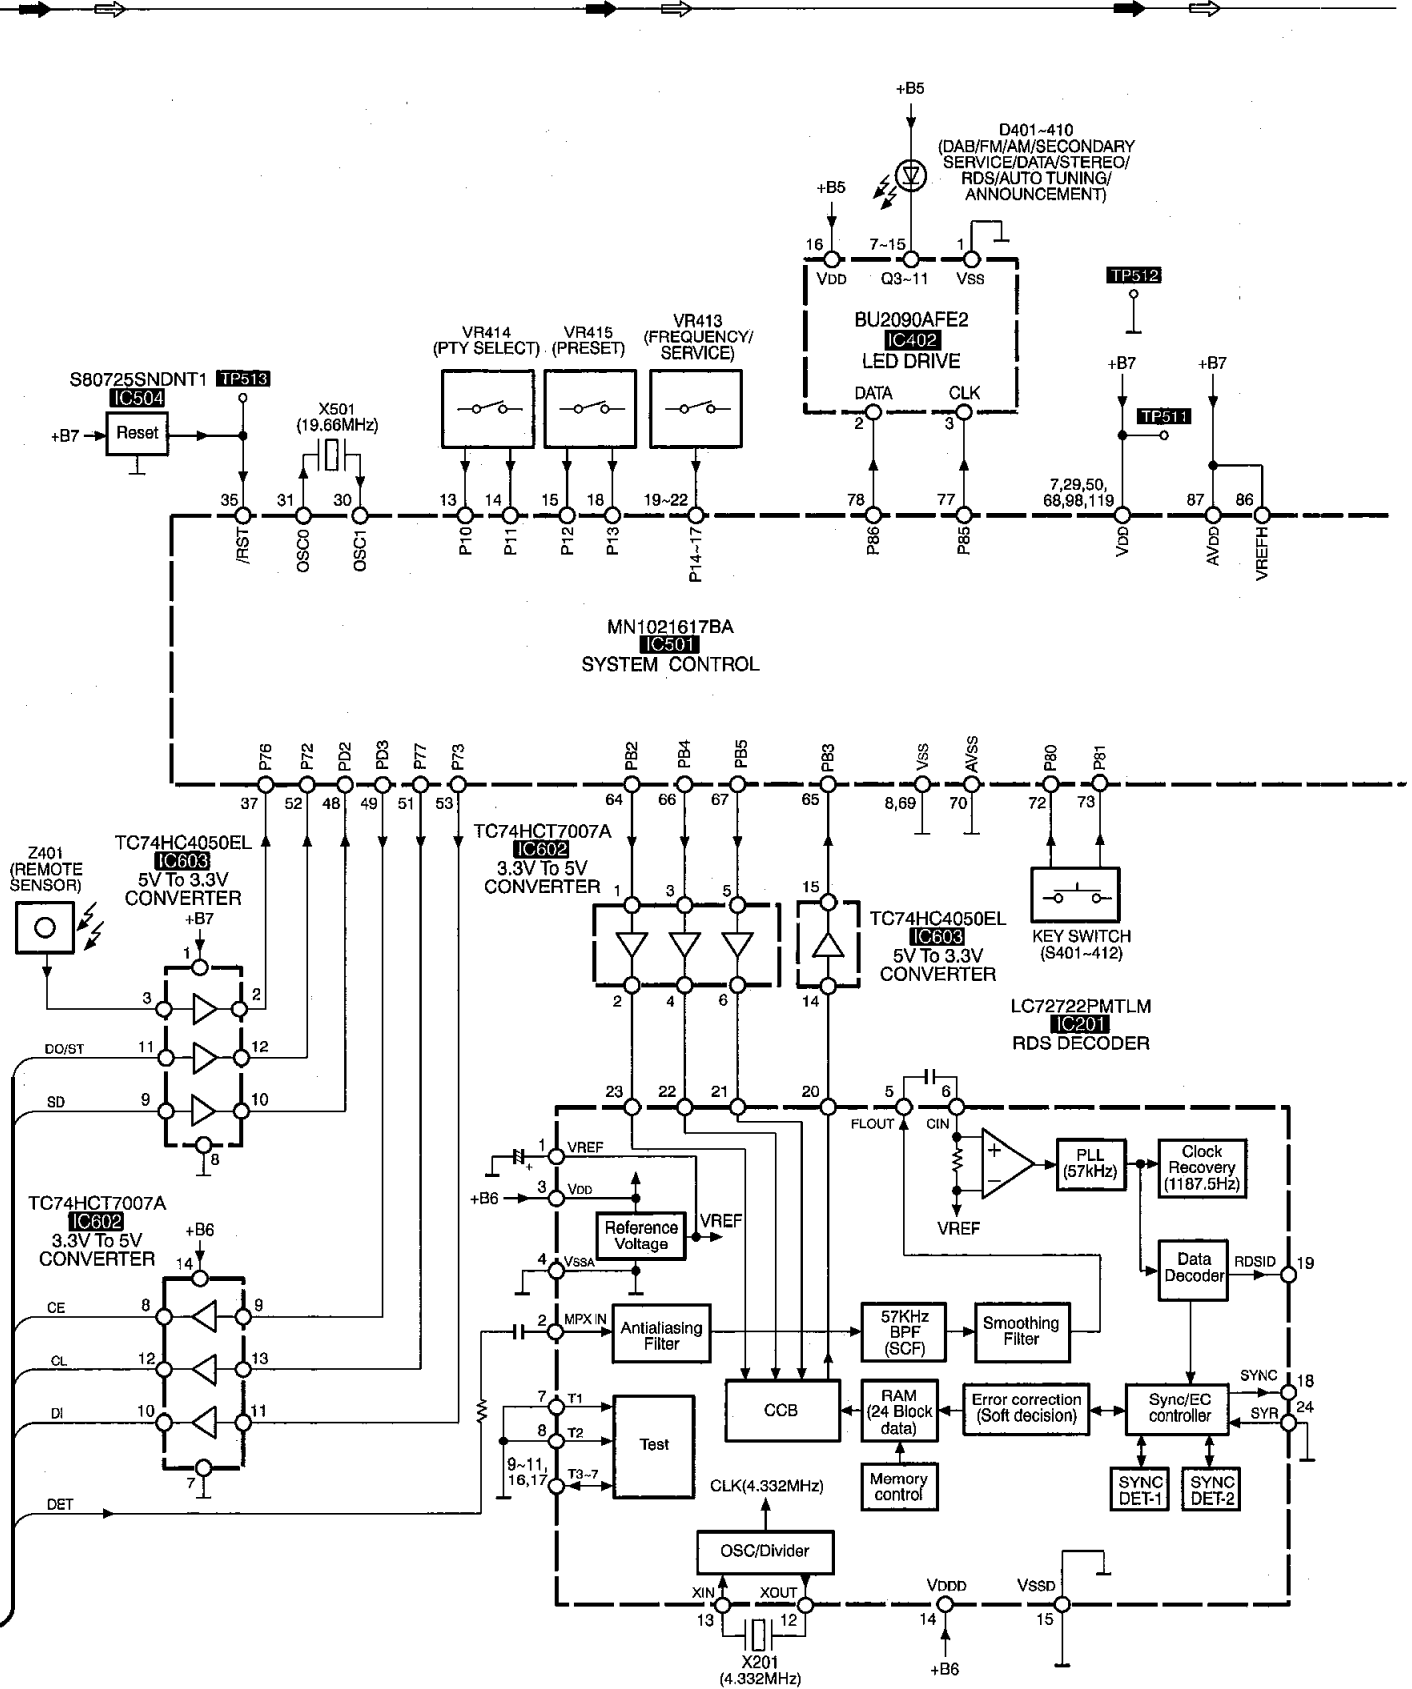 +B5
D401~410
(DAB/FM/AM/SECONDARY
SERVICE/DATA/STEREO/
RDS/AUTO TUNING/
ANNOUNCEMENT)
+B5
16
7~15
1
VDD
Q3~11
VSS
BU2090AFE2
IC402
LED DRIVE
DATA
CLK
2
3
TP512
+B7
+B7
TP511
VR414
(PTY SELECT)
VR415
(PRESET)
VR413
(FREQUENCY/
SERVICE)
S80725SNDNT1
IC504
TP513
+B7
Reset
X501
(19.66MHz)
35
31
30
13
14
15
18
19~22
78
77
7,29,50,
68,98,119
87
86
/RST
OSC0
OSC1
P10
P11
P12
P13
P14~17
P86
P85
VDD
AVDD
VREFH
MN1021617BA
IC501
SYSTEM CONTROL
P76
P72
PD2
PD3
P77
P73
PB2
PB4
PB5
PB3
VSS
AVSS
P80
P81
37
52
48
49
51
53
64
66
67
65
8,69
70
72
73
Z401
(REMOTE
SENSOR)
TC74HC4050EL
IC603
5V To 3.3V
CONVERTER
+B7
1
3
2
11
12
9
10
8
DO/ST
SD
TC74HCT7007A
IC602
3.3V To 5V
CONVERTER
1
3
5
2
4
6
15
14
TC74HC4050EL
IC603
5V To 3.3V
CONVERTER
KEY SWITCH
(S401~412)
LC72722PMTLM
IC201
RDS DECODER
TC74HCT7007A
IC602
3.3V To 5V
CONVERTER
+B6
14
8
9
12
13
10
11
7
CE
CL
DI
DET
23
22
21
20
5
6
FLOUT
CIN
1
VREF
+
+B6
3
VDD
Reference
Voltage
VREF
4
VSSA
2
MPX IN
Antialiasing
Filter
57KHz
BPF
(SCF)
Smoothing
Filter
+
−
VREF
PLL
(57kHz)
Clock
Recovery
(1187.5Hz)
Data
Decoder
RDSID
19
7
T1
8
T2
9~11,
16,17
T3~7
Test
CCB
RAM
(24 Block
data)
Error correction
(Soft decision)
Sync/EC
controller
SYNC
18
SYR
24
Memory
control
SYNC
DET-1
SYNC
DET-2
CLK(4.332MHz)
OSC/Divider
XIN
XOUT
13
12
X201
(4.332MHz)
VDDD
14
+B6
VSSD
15